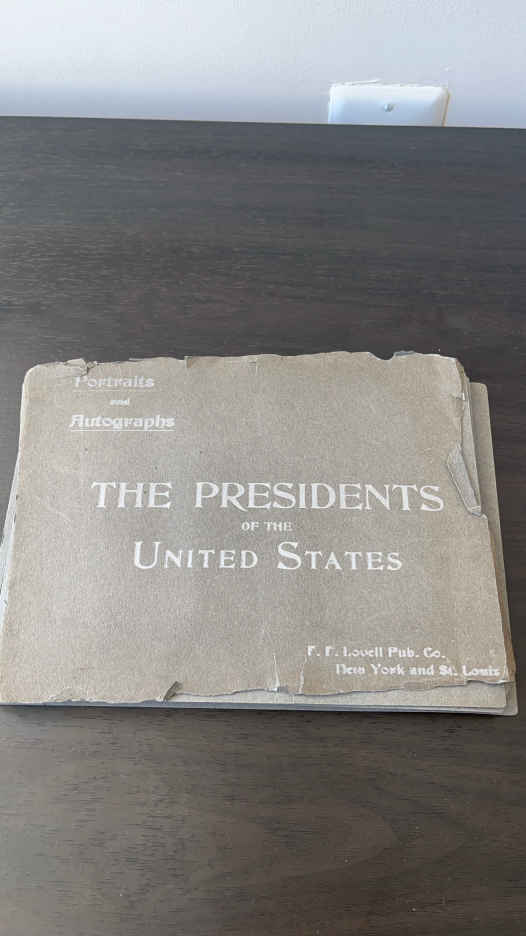 Portraits
and
Autographs
THE PRESIDENTS
OF THE
UNITED STATES
F. F. Lovell Pub. Co.
New York and St. Louis